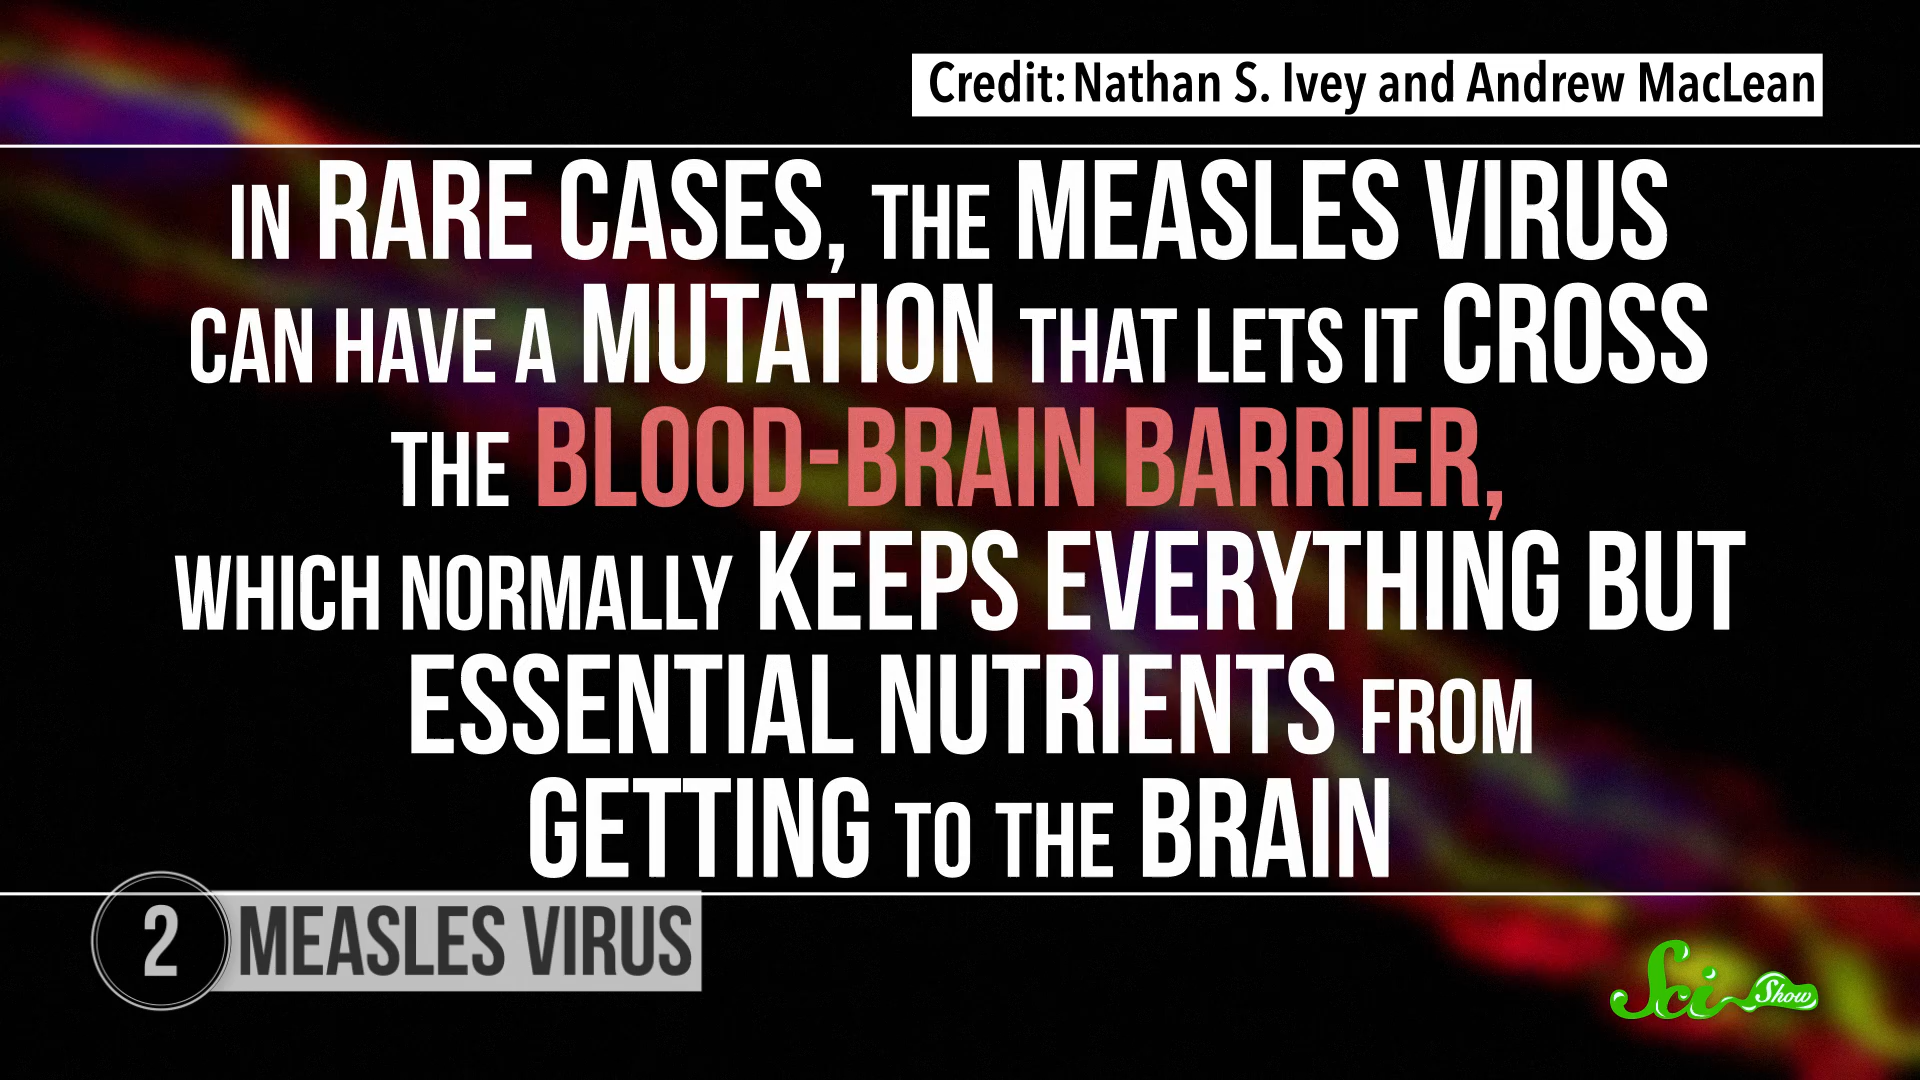 Credit: Nathan S. Ivey and Andrew MacLean
IN RARE CASES, THE MEASLES VIRUS
CAN HAVE A MUTATION THAT LETS IT CROSS
THE BLOOD-BRAIN BARRIER,
WHICH NORMALLY KEEPS EVERYTHING BUT
ESSENTIAL NUTRIENTS FROM
GETTING TO THE BRAIN
2 MEASLES VIRUS
Sci Show